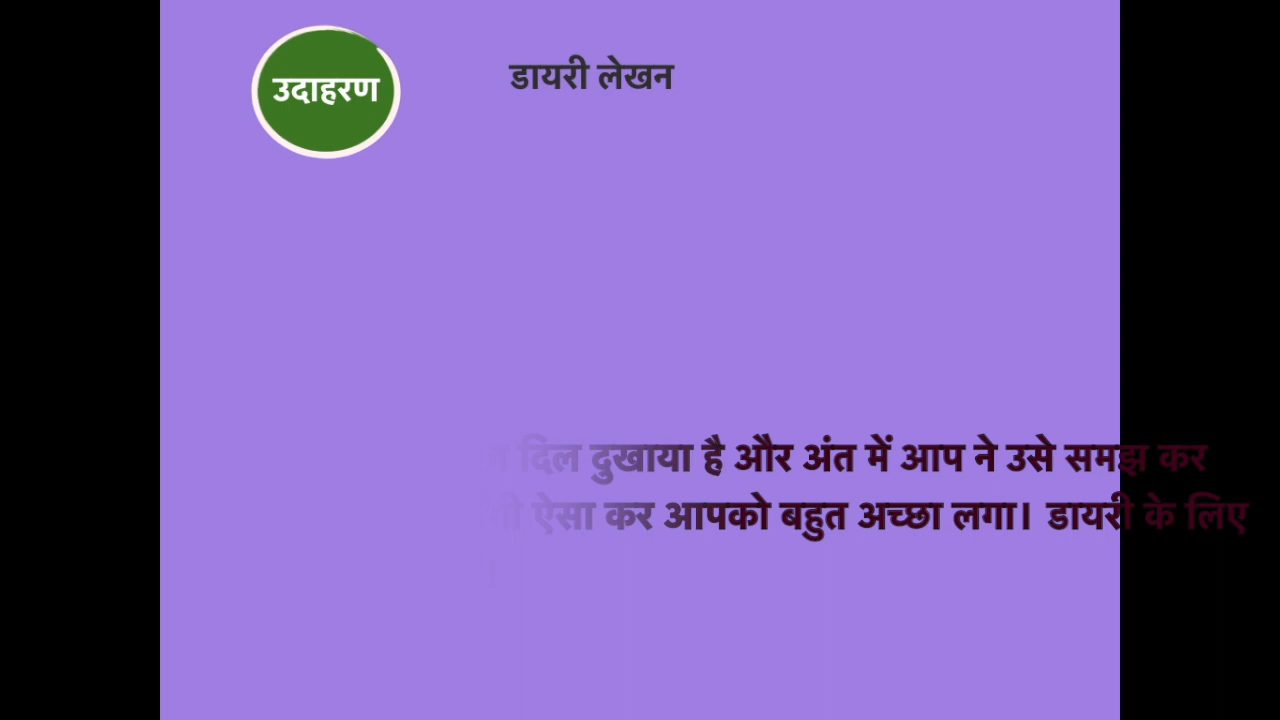 उदाहरण
डायरी लेखन
दिल दुखाया है और अंत में आप ने उसे समझ कर
ऐसा कर आपको बहुत अच्छा लगा। डायरी के लिए